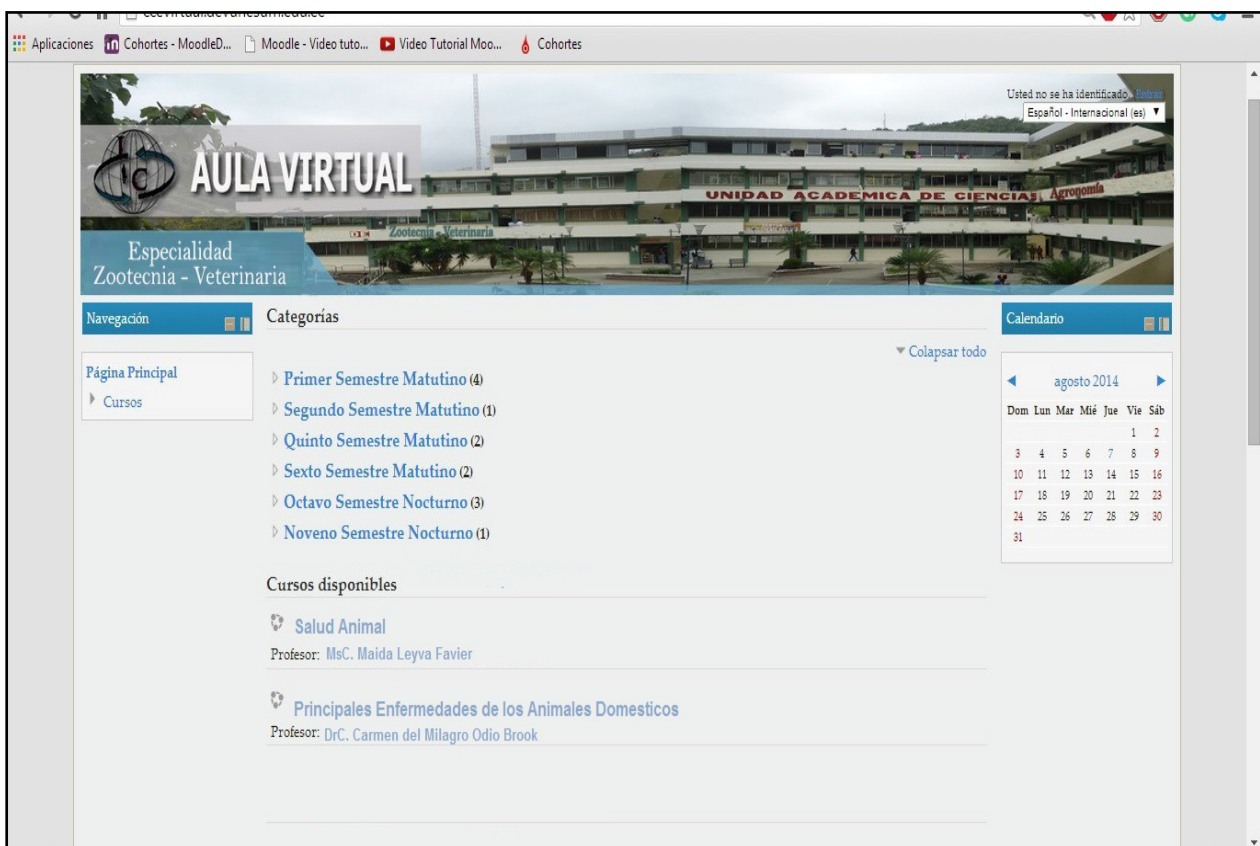 Aplicaciones Cohortes - MoodleD... Moodle - Video tuto... Video Tutorial Moo... Cohortes
Usted no se ha identificado. (Entrar)
Español - Internacional (es)
AULA VIRTUAL
UNIDAD ACADEMICA DE CIENCIAS Agronomía
Zootecnia - Veterinaria
Especialidad
Zootecnia - Veterinaria
Navegación
Página Principal
Cursos
Categorías
Colapsar todo
Primer Semestre Matutino (4)
Segundo Semestre Matutino (1)
Quinto Semestre Matutino (2)
Sexto Semestre Matutino (2)
Octavo Semestre Nocturno (3)
Noveno Semestre Nocturno (1)
Cursos disponibles
Salud Animal
Profesor: MsC. Maida Leyva Favier
Principales Enfermedades de los Animales Domesticos
Profesor: DrC. Carmen del Milagro Odio Brook
Calendario
agosto 2014
Dom Lun Mar Mié Jue Vie Sáb
1 2
3 4 5 6 7 8 9
10 11 12 13 14 15 16
17 18 19 20 21 22 23
24 25 26 27 28 29 30
31